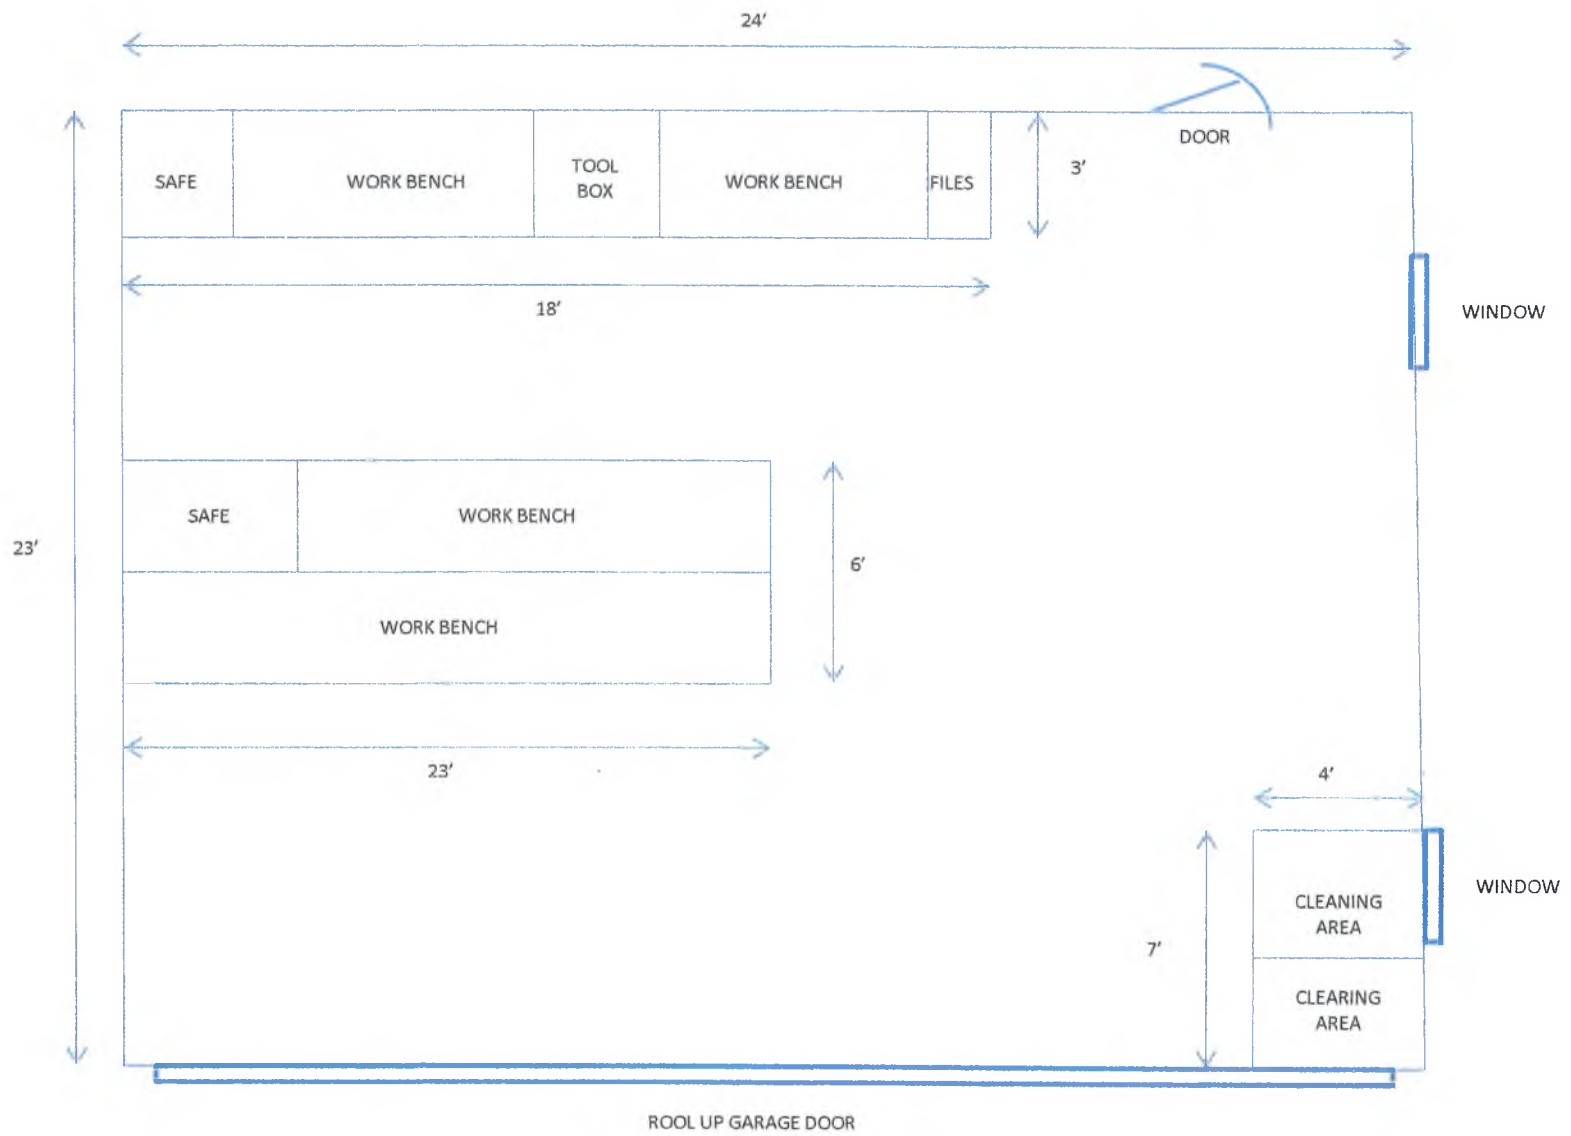 24'
DOOR
SAFE
WORK BENCH
TOOL
BOX
WORK BENCH
FILES
3'
18'
WINDOW
SAFE
WORK BENCH
23'
6'
WORK BENCH
23'
4'
CLEANING
AREA
WINDOW
7'
CLEARING
AREA
ROOL UP GARAGE DOOR